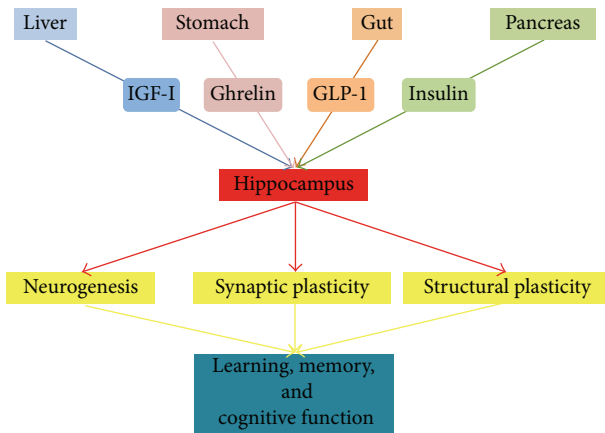 Liver
Stomach
Gut
Pancreas
IGF-I
Ghrelin
GLP-1
Insulin
Hippocampus
Neurogenesis
Synaptic plasticity
Structural plasticity
Learning, memory,
and
cognitive function